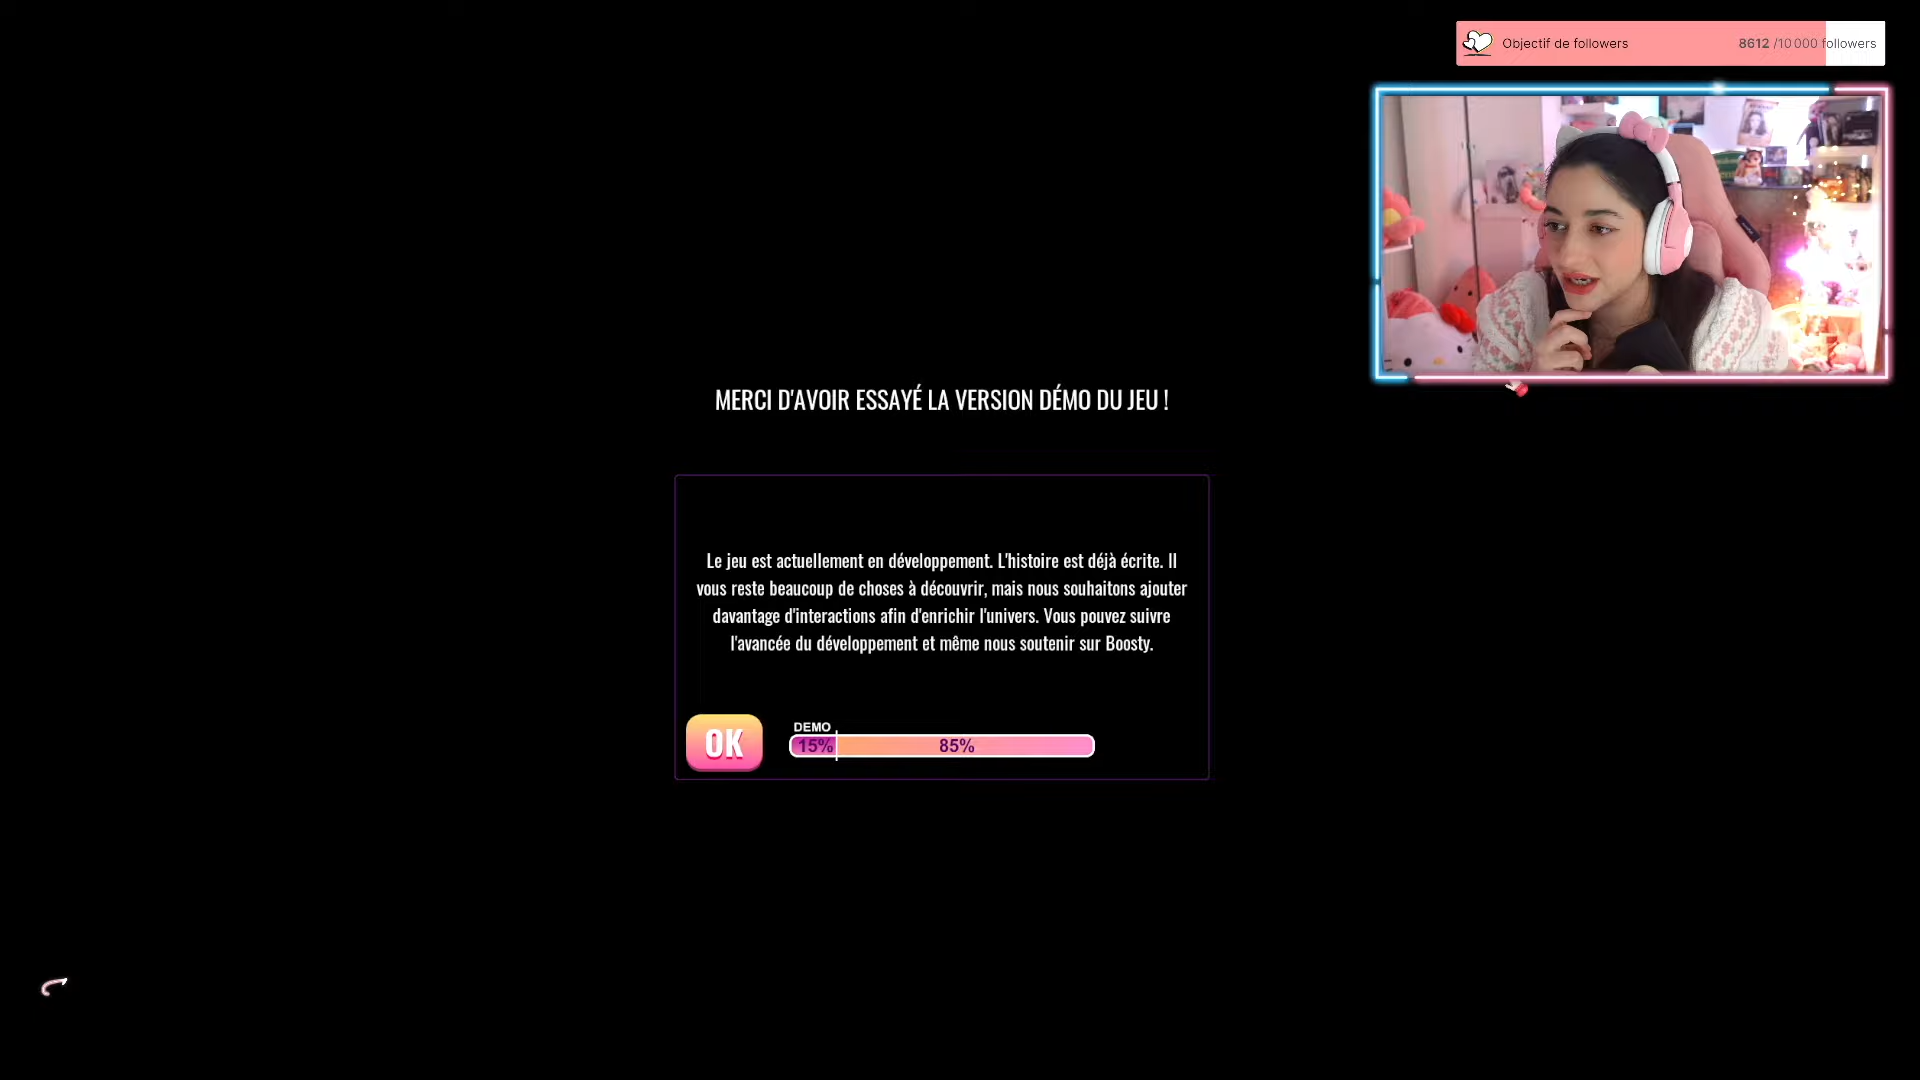 Objectif de followers 8612 /10 000 followers
MERCI D'AVOIR ESSAYÉ LA VERSION DÉMO DU JEU !
Le jeu est actuellement en développement. L'histoire est déjà écrite. Il
vous reste beaucoup de choses à découvrir, mais nous souhaitons ajouter
davantage d'interactions afin d'enrichir l'univers. Vous pouvez suivre
l'avancée du développement et même nous soutenir sur Boosty.
DEMO
OK 15% 85%